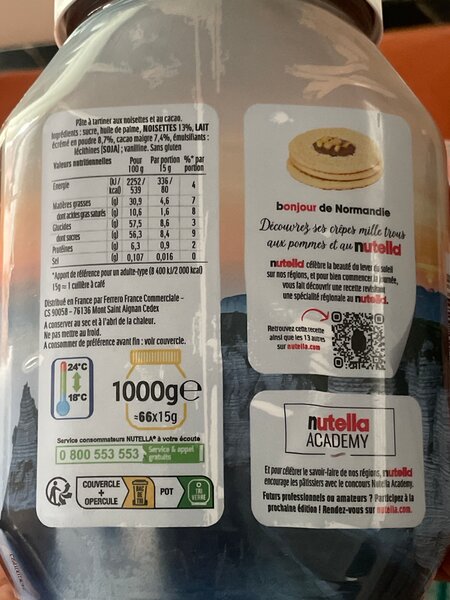 Pâte à tartiner aux noisettes et au cacao.
Ingrédients : sucre, huile de palme, NOISETTES 13%, LAIT
écrémé en poudre 8,7%, cacao maigre 7,4%, émulsifiants :
lécithines [SOJA] ; vanilline. Sans gluten
Valeurs nutritionnelles Pour 100 g Par portion 15 g %* par portion
Energie (kJ/kcal) 2252/539 336/80 4
Matières grasses (g) 30,9 4,6 7
dont acides gras saturés (g) 10,6 1,6 8
Glucides (g) 57,5 8,6 3
dont sucres (g) 56,3 8,4 9
Protéines (g) 6,3 0,9 2
Sel (g) 0,107 0,016 0
*Apport de référence pour un adulte-type (8 400 kJ/2 000 kcal)
15g = 1 cuillère à café
Distribué en France par Ferrero France Commerciale -
CS 90058 - 76136 Mont Saint Aignan Cedex
A conserver au sec et à l'abri de la chaleur.
Ne pas mettre au froid.
A consommer de préférence avant fin : voir couvercle.
24°C
18°C
1000g e
≈66x15g
Service consommateurs NUTELLA® à votre écoute
0 800 553 553 Service & appel
gratuits
COUVERCLE
+
OPERCULE
BAC DE TRI
POT
TRI VERRE
bonjour de Normandie
Découvrez ses crêpes mille trous
aux pommes et au nutella
nutella célèbre la beauté du lever du soleil
sur nos régions, et pour bien commencer la journée,
vous fait découvrir une recette revisitant
une spécialité régionale au nutella.
Retrouvez cette recette
ainsi que les 13 autres
sur nutella.com
nutella
ACADEMY
Et pour célébrer le savoir-faire de nos régions, nutella
encourage les pâtissiers avec le concours Nutella Academy.
Futurs professionnels ou amateurs ? Participez à la
prochaine édition ! Rendez-vous sur nutella.com.